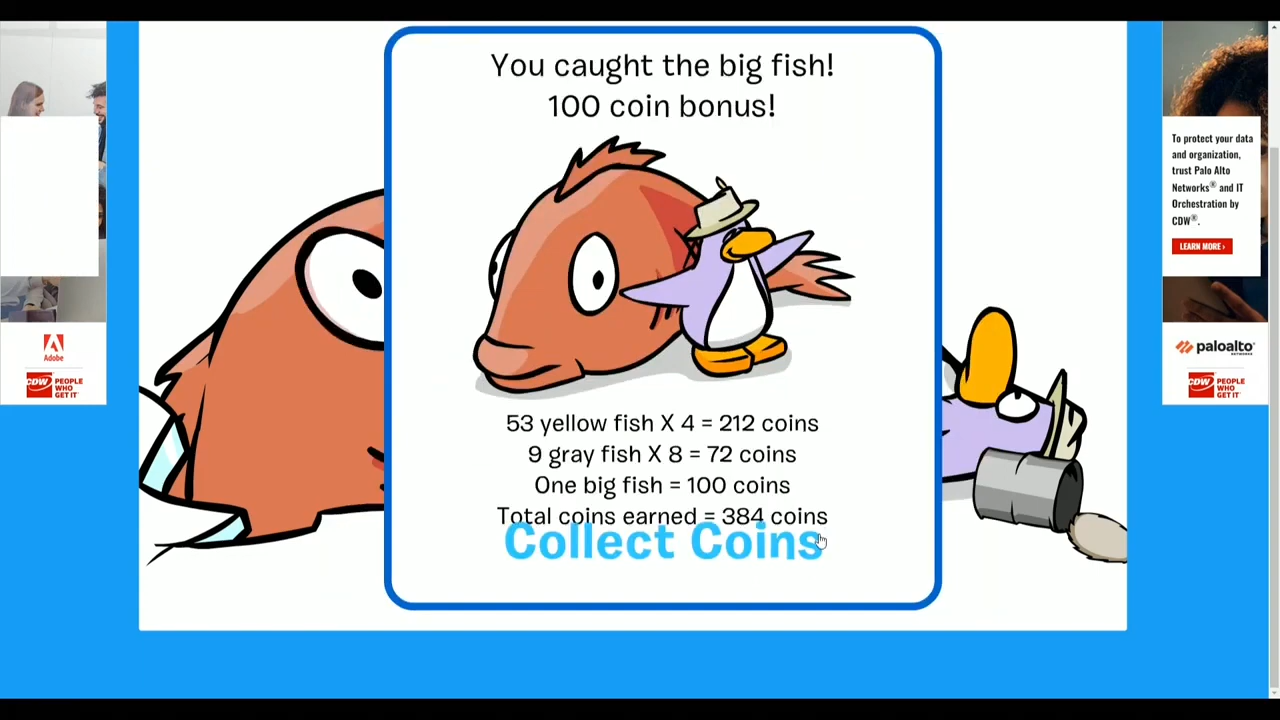 You caught the big fish!
100 coin bonus!
53 yellow fish X 4 = 212 coins
9 gray fish X 8 = 72 coins
One big fish = 100 coins
Total coins earned = 384 coins
Collect Coins
Adobe
CDW PEOPLE
WHO
GET IT
To protect your data
and organization,
trust Palo Alto
Networks® and IT
Orchestration by
CDW®.
LEARN MORE ›
paloalto
NETWORKS
CDW PEOPLE
WHO
GET IT